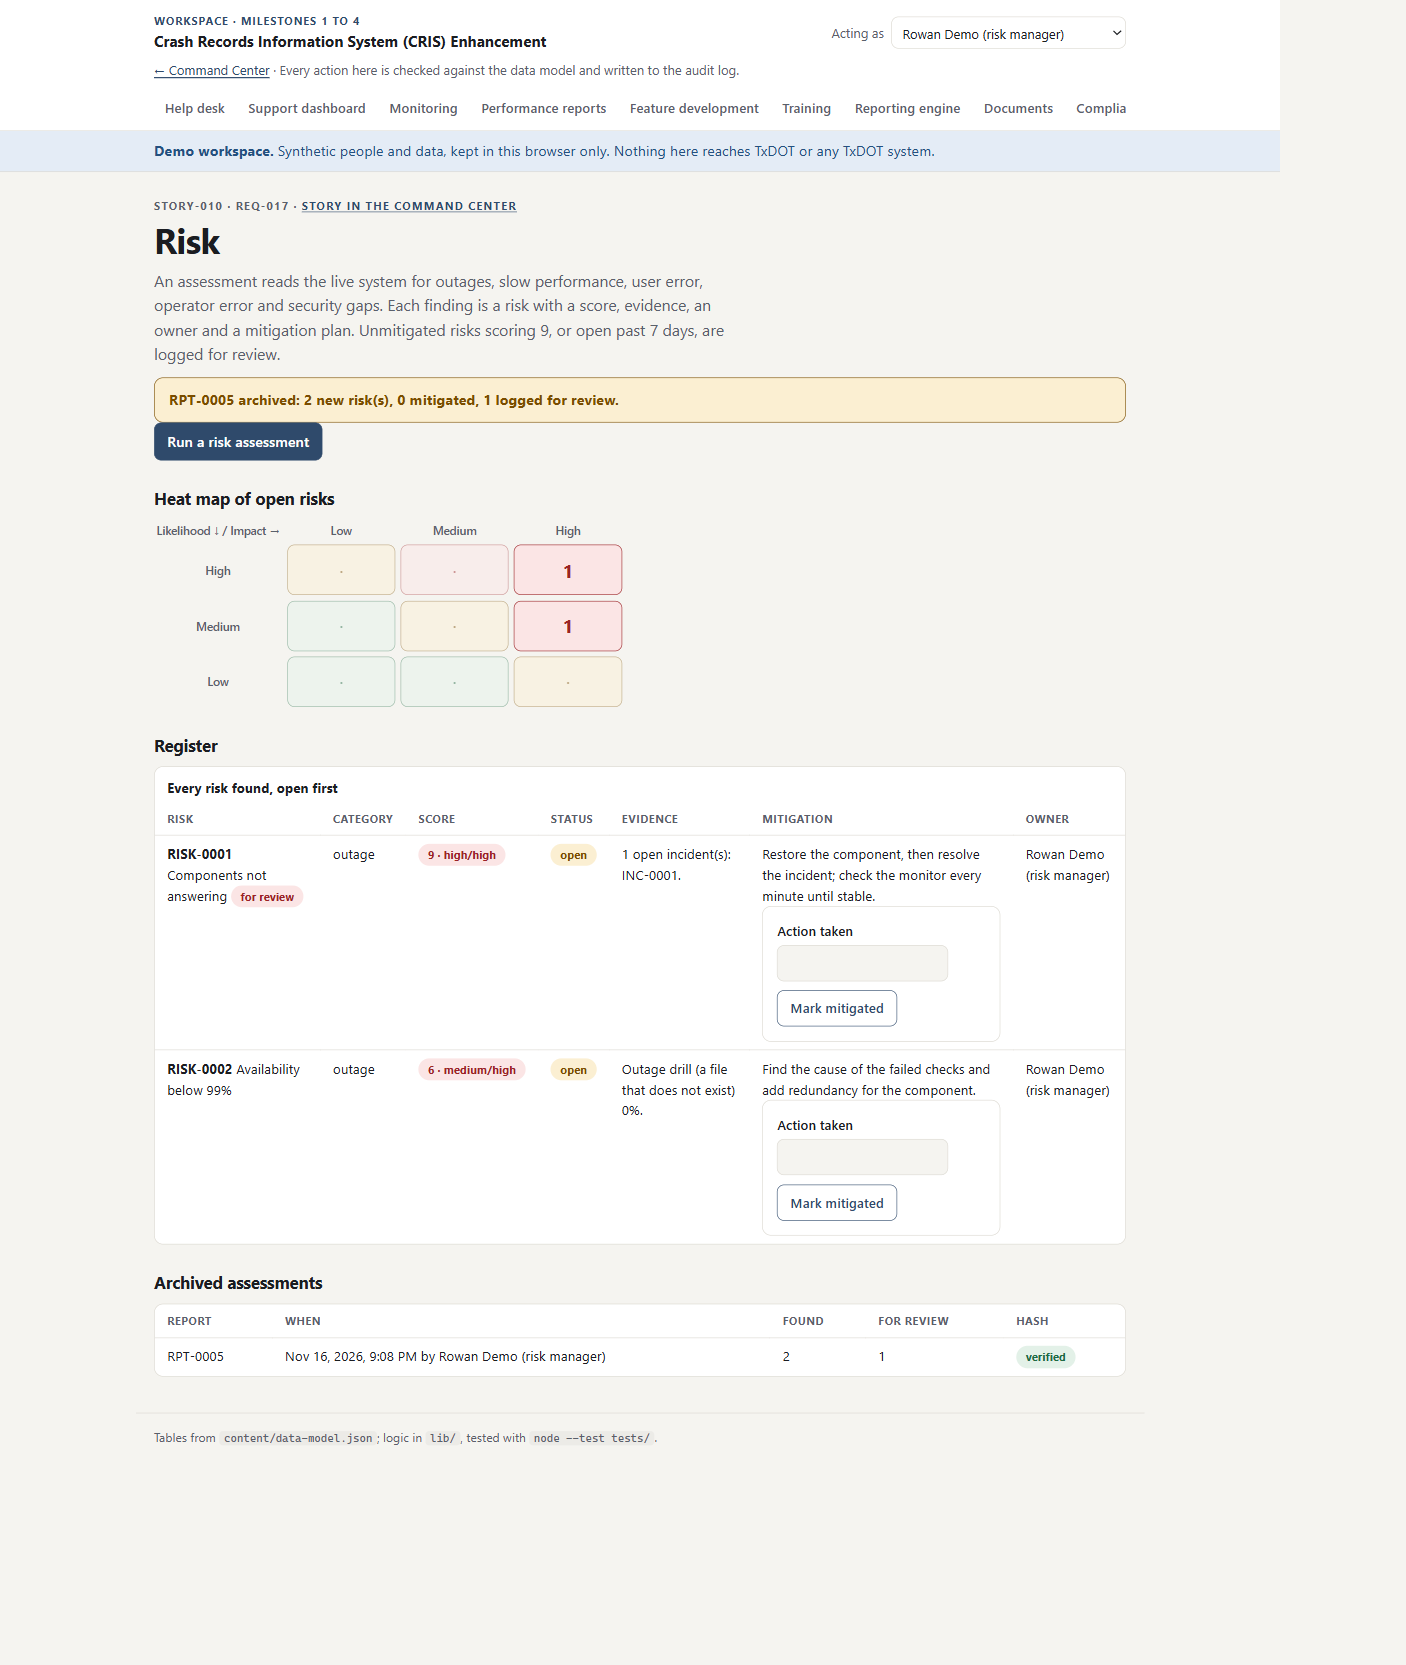 WORKSPACE · MILESTONES 1 TO 4
Crash Records Information System (CRIS) Enhancement
Acting as Rowan Demo (risk manager)
← Command Center · Every action here is checked against the data model and written to the audit log.
Help desk Support dashboard Monitoring Performance reports Feature development Training Reporting engine Documents Complia
Demo workspace. Synthetic people and data, kept in this browser only. Nothing here reaches TxDOT or any TxDOT system.
STORY-010 · REQ-017 · STORY IN THE COMMAND CENTER
Risk
An assessment reads the live system for outages, slow performance, user error,
operator error and security gaps. Each finding is a risk with a score, evidence, an
owner and a mitigation plan. Unmitigated risks scoring 9, or open past 7 days, are
logged for review.
RPT-0005 archived: 2 new risk(s), 0 mitigated, 1 logged for review.
Run a risk assessment
Heat map of open risks
Likelihood ↓ / Impact → Low Medium High
High · · 1
Medium · · 1
Low · · ·
Register
Every risk found, open first
RISK CATEGORY SCORE STATUS EVIDENCE MITIGATION OWNER
RISK-0001 outage 9 · high/high open 1 open incident(s): Restore the component, then resolve Rowan Demo
Components not INC-0001. the incident; check the monitor every (risk manager)
answering for review minute until stable.
Action taken
Mark mitigated
RISK-0002 Availability outage 6 · medium/high open Outage drill (a file Find the cause of the failed checks and Rowan Demo
below 99% that does not exist) add redundancy for the component. (risk manager)
0%.
Action taken
Mark mitigated
Archived assessments
REPORT WHEN FOUND FOR REVIEW HASH
RPT-0005 Nov 16, 2026, 9:08 PM by Rowan Demo (risk manager) 2 1 verified
Tables from content/data-model.json; logic in lib/, tested with node --test tests/.